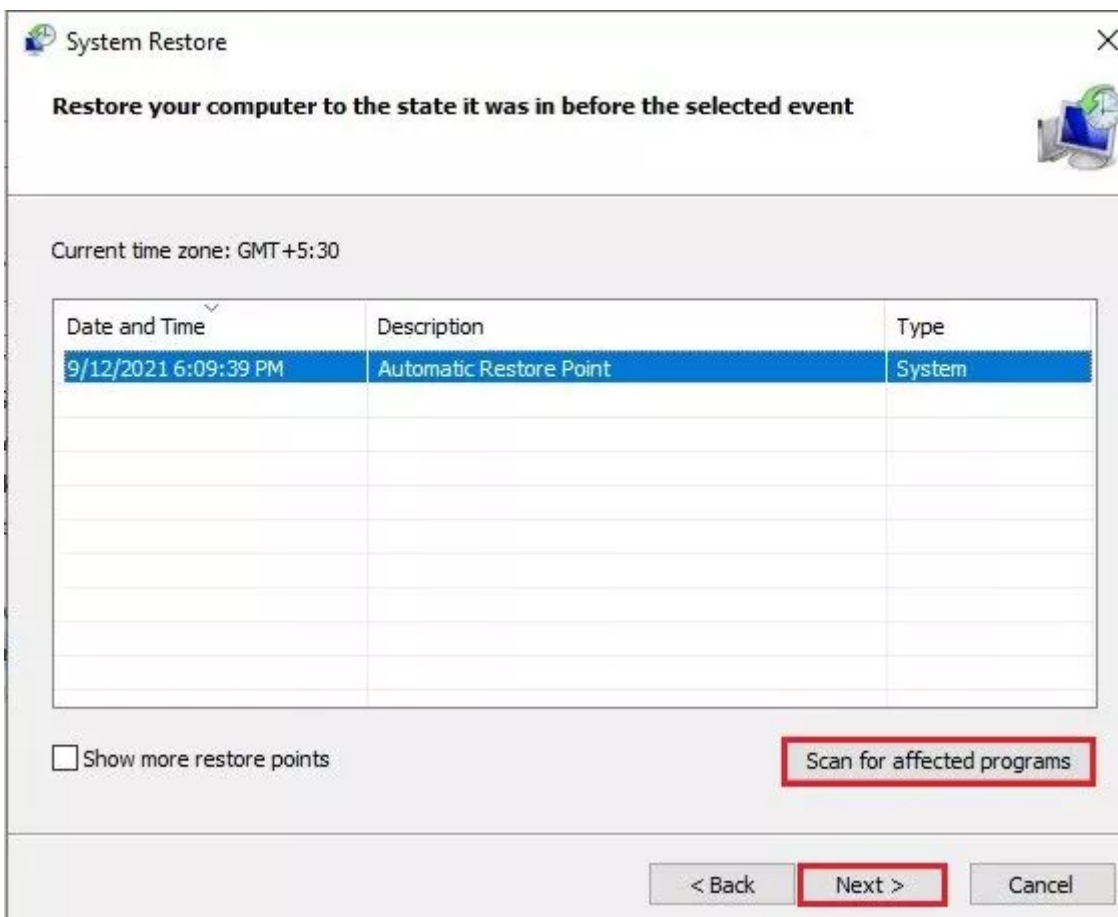 System Restore
Restore your computer to the state it was in before the selected event
Current time zone: GMT+5:30
Date and Time Description Type
9/12/2021 6:09:39 PM Automatic Restore Point System
Show more restore points
Scan for affected programs
< Back Next > Cancel